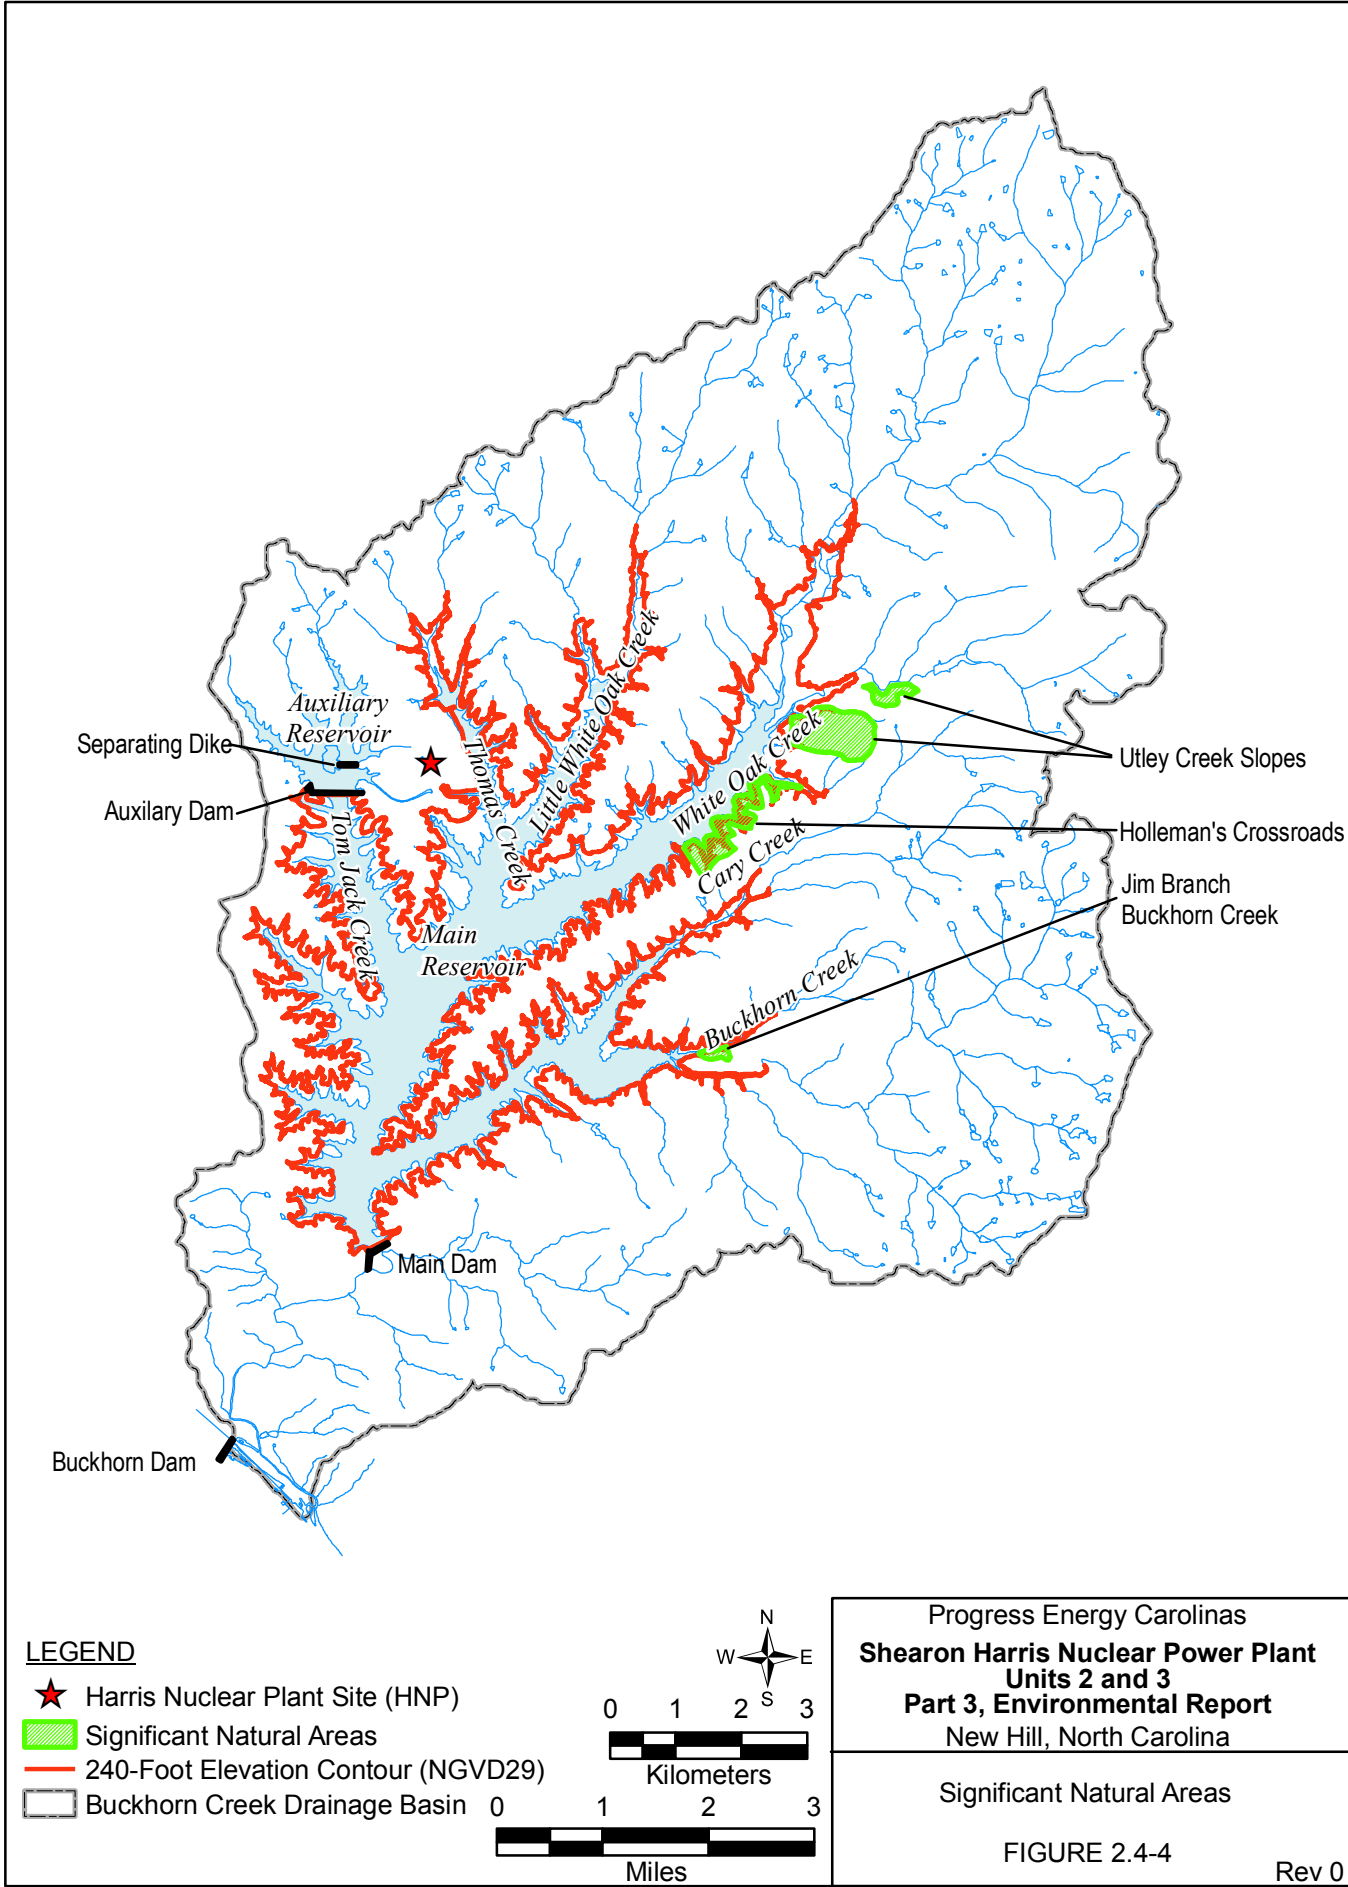 Auxiliary
Reservoir
Separating Dike
Auxilary Dam
Tom Jack Creek
Thomas Creek
Little White Oak Creek
White Oak Creek
Cary Creek
Main
Reservoir
Buckhorn Creek
Utley Creek Slopes
Holleman's Crossroads
Jim Branch
Buckhorn Creek
Main Dam
Buckhorn Dam
LEGEND
Harris Nuclear Plant Site (HNP)
Significant Natural Areas
240-Foot Elevation Contour (NGVD29)
Buckhorn Creek Drainage Basin
N
W E
S
0 1 2 3
Kilometers
0 1 2 3
Miles
Progress Energy Carolinas
Shearon Harris Nuclear Power Plant
Units 2 and 3
Part 3, Environmental Report
New Hill, North Carolina
Significant Natural Areas
FIGURE 2.4-4
Rev 0